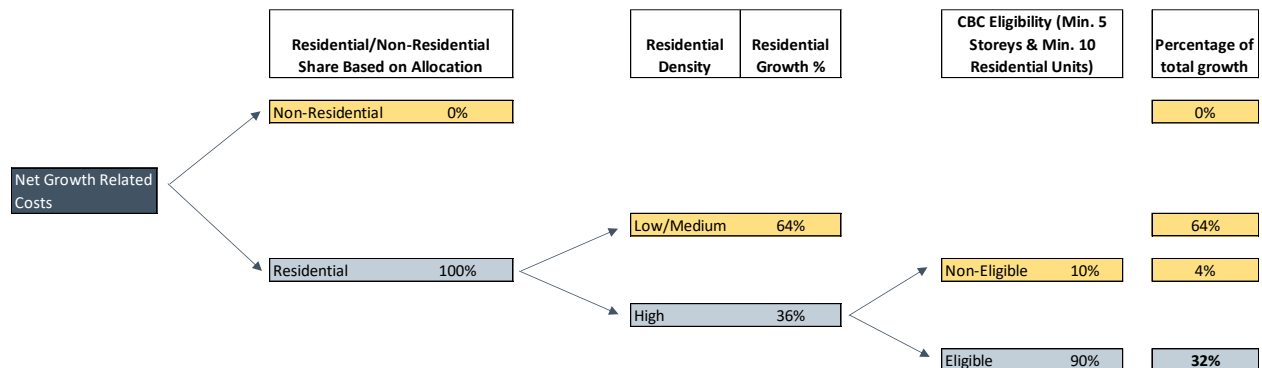 Residential/Non-Residential
Share Based on Allocation
Residential
Density
Residential
Growth %
CBC Eligibility (Min. 5
Storeys & Min. 10
Residential Units)
Percentage of
total growth
Non-Residential 0%
0%
Net Growth Related
Costs
Low/Medium 64%
64%
Residential 100%
Non-Eligible 10%
4%
High 36%
Eligible 90%
32%